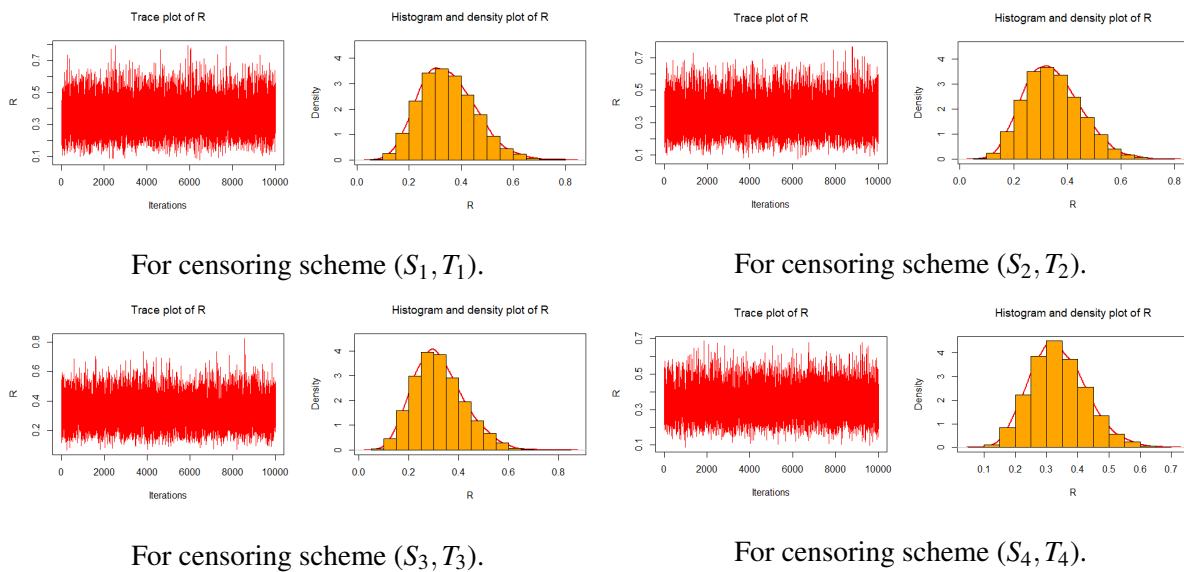 Trace plot of R
R
0.1 0.3 0.5 0.7
0 2000 4000 6000 8000 10000
Iterations
Histogram and density plot of R
Density
0 1 2 3 4
0.0 0.2 0.4 0.6 0.8
R
For censoring scheme (S1, T1).
Trace plot of R
R
0.1 0.3 0.5 0.7
0 2000 4000 6000 8000 10000
Iterations
Histogram and density plot of R
Density
0 1 2 3 4
0.0 0.2 0.4 0.6 0.8
R
For censoring scheme (S2, T2).
Trace plot of R
R
0.2 0.4 0.6 0.8
0 2000 4000 6000 8000 10000
Iterations
Histogram and density plot of R
Density
0 1 2 3 4
0.0 0.2 0.4 0.6 0.8
R
For censoring scheme (S3, T3).
Trace plot of R
R
0.1 0.3 0.5 0.7
0 2000 4000 6000 8000 10000
Iterations
Histogram and density plot of R
Density
0 1 2 3 4
0.1 0.2 0.3 0.4 0.5 0.6 0.7
R
For censoring scheme (S4, T4).